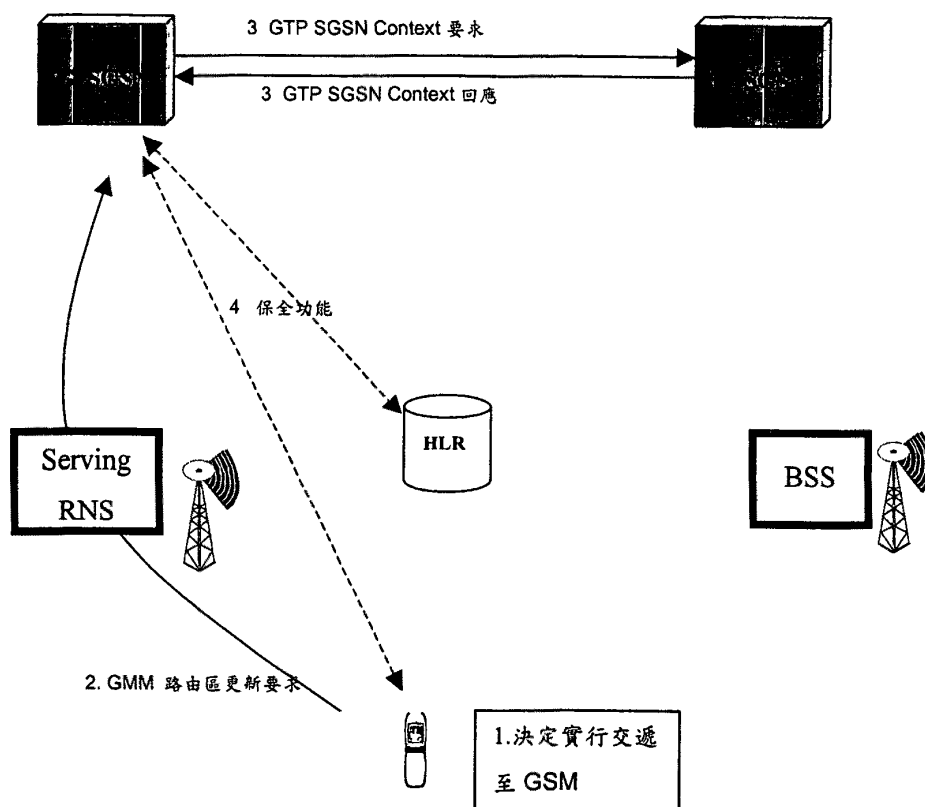 3 GTP SGSN Context 要求
3 GTP SGSN Context 回應
4 保全功能
HLR
Serving
RNS
BSS
2. GMM 路由區更新要求
1.決定實行交遞
至 GSM